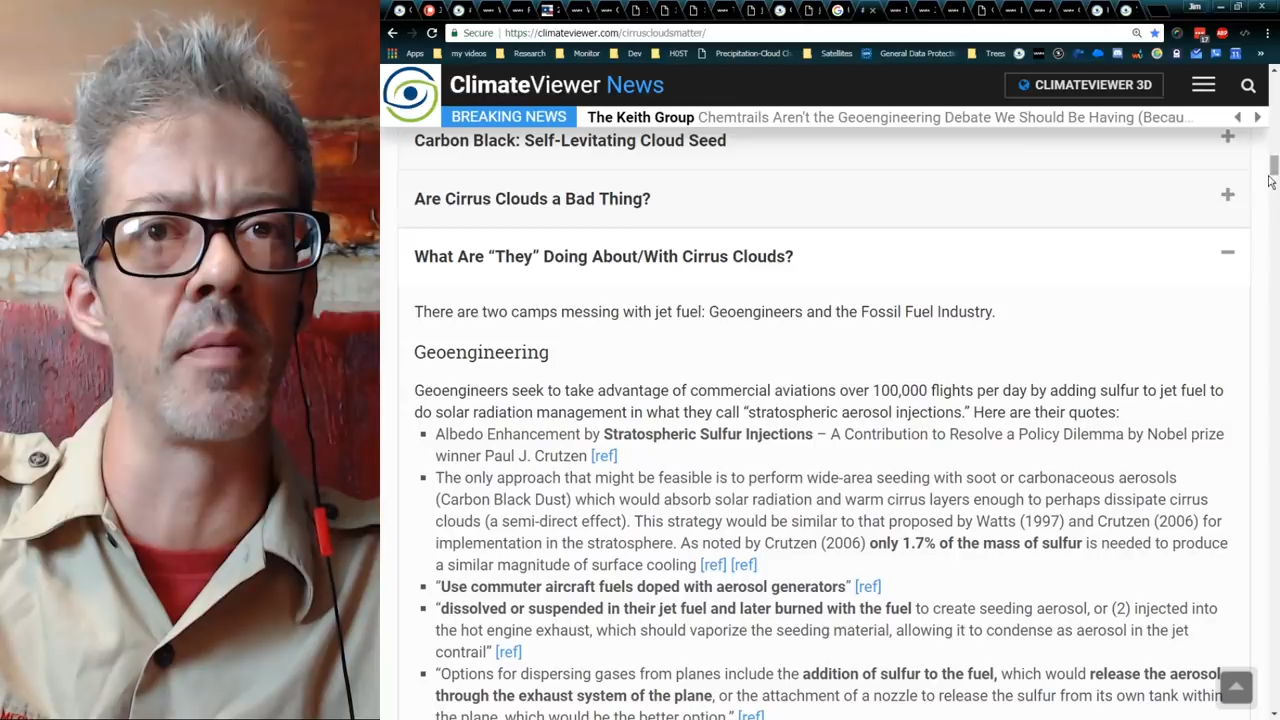 Jim
Secure https://climateviewer.com/cirruscloudsmatter/
Apps my videos Research Monitor Dev H0ST Precipitation-Cloud Satellites General Data Protect Trees
ClimateViewer News
CLIMATEVIEWER 3D
BREAKING NEWS The Keith Group Chemtrails Aren't the Geoengineering Debate We Should Be Having (Becau...
Carbon Black: Self-Levitating Cloud Seed
Are Cirrus Clouds a Bad Thing?
What Are “They” Doing About/With Cirrus Clouds?
There are two camps messing with jet fuel: Geoengineers and the Fossil Fuel Industry.
Geoengineering
Geoengineers seek to take advantage of commercial aviations over 100,000 flights per day by adding sulfur to jet fuel to
do solar radiation management in what they call “stratospheric aerosol injections.” Here are their quotes:
Albedo Enhancement by Stratospheric Sulfur Injections – A Contribution to Resolve a Policy Dilemma by Nobel prize
winner Paul J. Crutzen [ref]
The only approach that might be feasible is to perform wide-area seeding with soot or carbonaceous aerosols
(Carbon Black Dust) which would absorb solar radiation and warm cirrus layers enough to perhaps dissipate cirrus
clouds (a semi-direct effect). This strategy would be similar to that proposed by Watts (1997) and Crutzen (2006) for
implementation in the stratosphere. As noted by Crutzen (2006) only 1.7% of the mass of sulfur is needed to produce
a similar magnitude of surface cooling [ref] [ref]
“Use commuter aircraft fuels doped with aerosol generators” [ref]
“dissolved or suspended in their jet fuel and later burned with the fuel to create seeding aerosol, or (2) injected into
the hot engine exhaust, which should vaporize the seeding material, allowing it to condense as aerosol in the jet
contrail” [ref]
“Options for dispersing gases from planes include the addition of sulfur to the fuel, which would release the aerosol
through the exhaust system of the plane, or the attachment of a nozzle to release the sulfur from its own tank within
the plane, which would be the better option.” [ref]